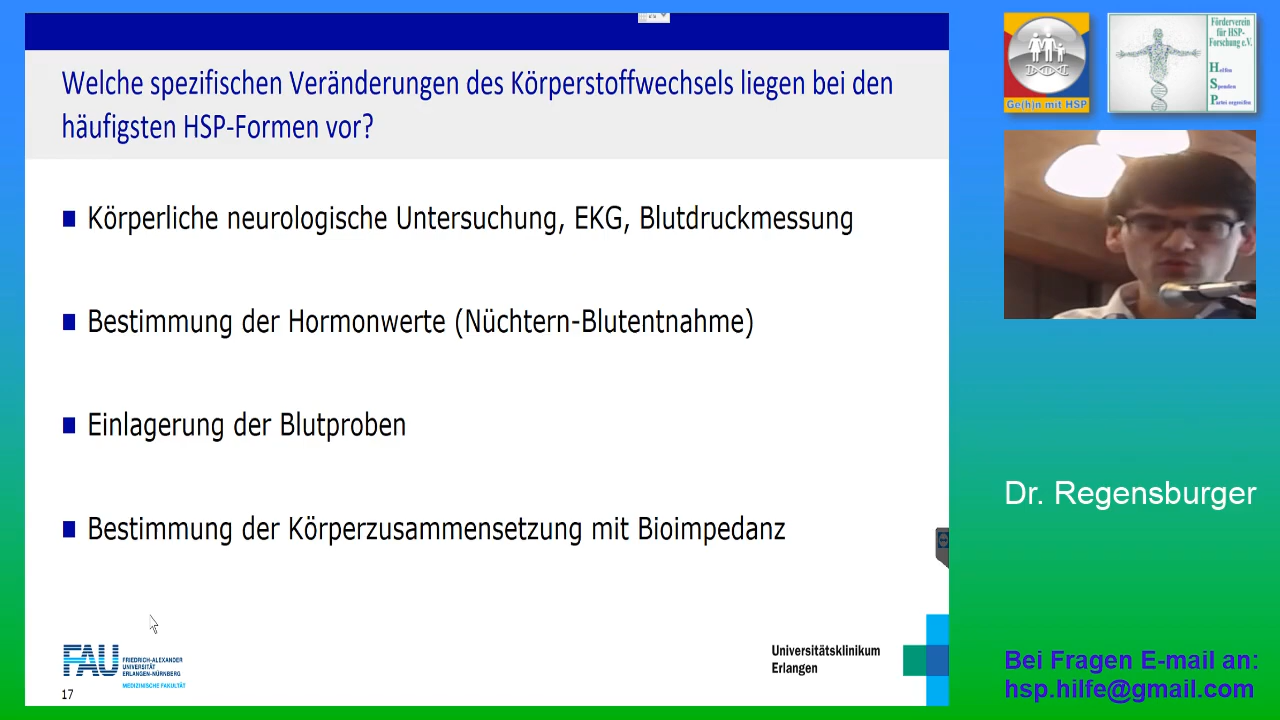 Welche spezifischen Veränderungen des Körperstoffwechsels liegen bei den
häufigsten HSP-Formen vor?
Körperliche neurologische Untersuchung, EKG, Blutdruckmessung
Bestimmung der Hormonwerte (Nüchtern-Blutentnahme)
Einlagerung der Blutproben
Bestimmung der Körperzusammensetzung mit Bioimpedanz
FAU
FRIEDRICH-ALEXANDER
UNIVERSITÄT
ERLANGEN-NÜRNBERG
MEDIZINISCHE FAKULTÄT
17
Universitätsklinikum
Erlangen
Ge(h)n mit HSP
Förderverein
für HSP-
Forschung e.V.
Helfen
Spenden
Dr. Regensburger
Bei Fragen E-mail an:
hsp.hilfe@gmail.com